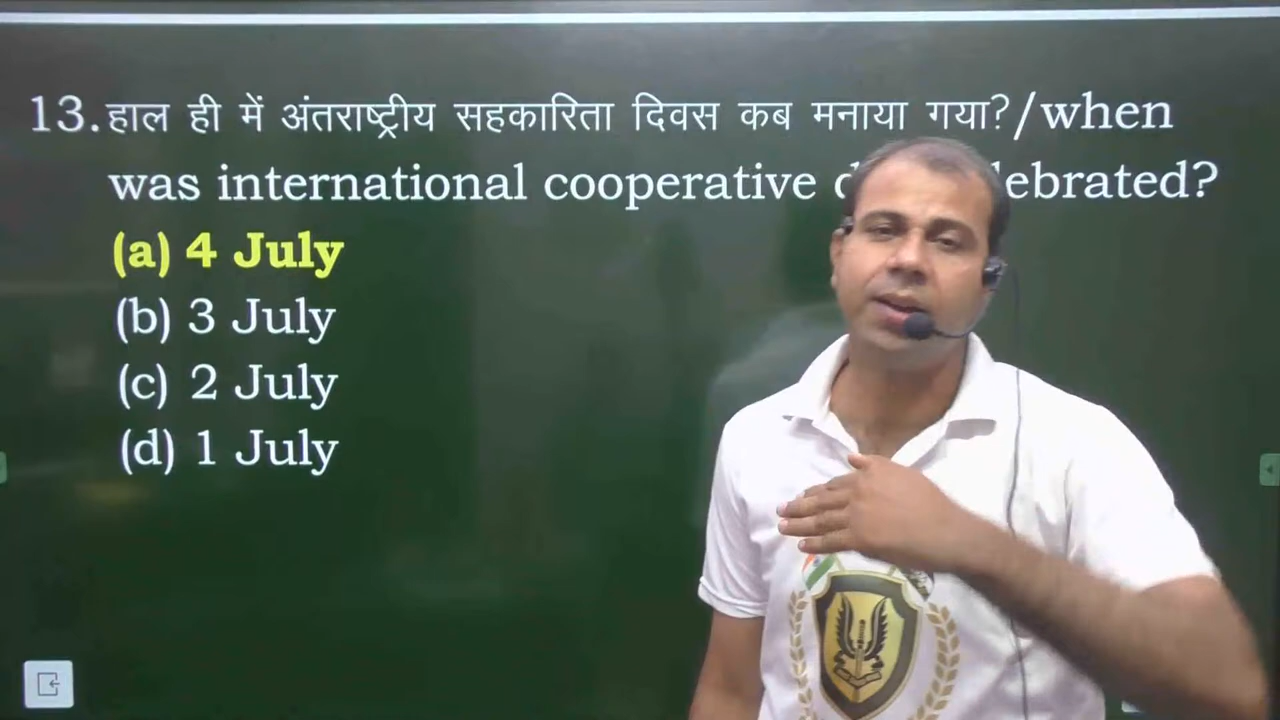 13. हाल ही में अंतराष्ट्रीय सहकारिता दिवस कब मनाया गया?/when
was international cooperative
ebrated?
(a) 4 July
(b) 3 July
(c) 2 July
(d) 1 July